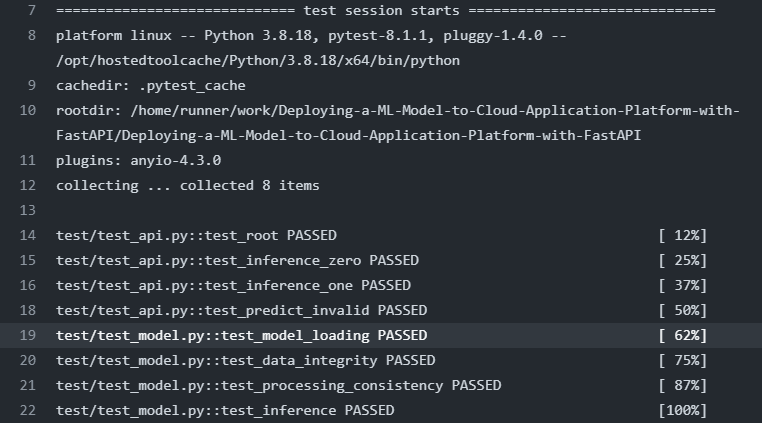 7 ============================= test session starts ==============================
8 platform linux -- Python 3.8.18, pytest-8.1.1, pluggy-1.4.0 --
/opt/hostedtoolcache/Python/3.8.18/x64/bin/python
9 cachedir: .pytest_cache
10 rootdir: /home/runner/work/Deploying-a-ML-Model-to-Cloud-Application-Platform-with-
FastAPI/Deploying-a-ML-Model-to-Cloud-Application-Platform-with-FastAPI
11 plugins: anyio-4.3.0
12 collecting ... collected 8 items
13
14 test/test_api.py::test_root PASSED [ 12%]
15 test/test_api.py::test_inference_zero PASSED [ 25%]
16 test/test_api.py::test_inference_one PASSED [ 37%]
18 test/test_api.py::test_predict_invalid PASSED [ 50%]
19 test/test_model.py::test_model_loading PASSED [ 62%]
20 test/test_model.py::test_data_integrity PASSED [ 75%]
21 test/test_model.py::test_processing_consistency PASSED [ 87%]
22 test/test_model.py::test_inference PASSED [100%]